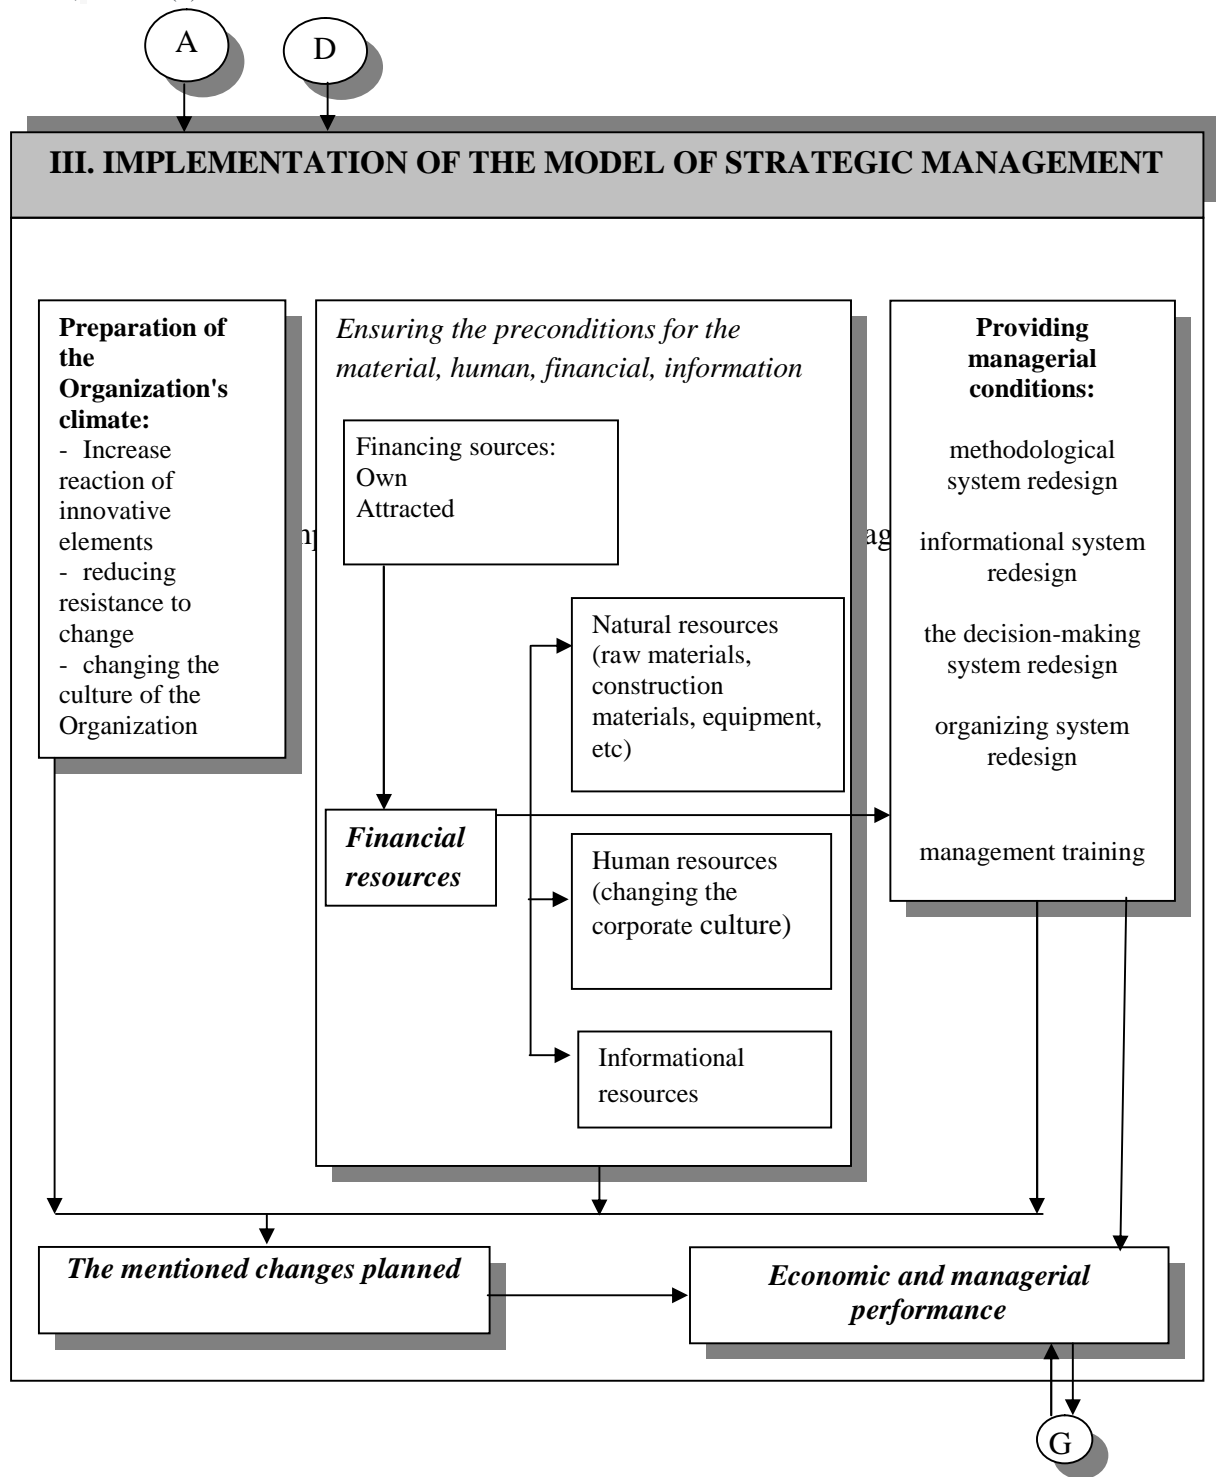 A
D
III. IMPLEMENTATION OF THE MODEL OF STRATEGIC MANAGEMENT
Preparation of
the
Organization's
climate:
- Increase
reaction of
innovative
elements
- reducing
resistance to
change
- changing the
culture of the
Organization
Ensuring the preconditions for the
material, human, financial, information
Financing sources:
Own
Attracted
Natural resources
(raw materials,
construction
materials, equipment,
etc)
Financial
resources
Human resources
(changing the
corporate culture)
Informational
resources
Providing
managerial
conditions:
methodological
system redesign
informational system
redesign
the decision-making
system redesign
organizing system
redesign
management training
The mentioned changes planned
Economic and managerial
performance
G